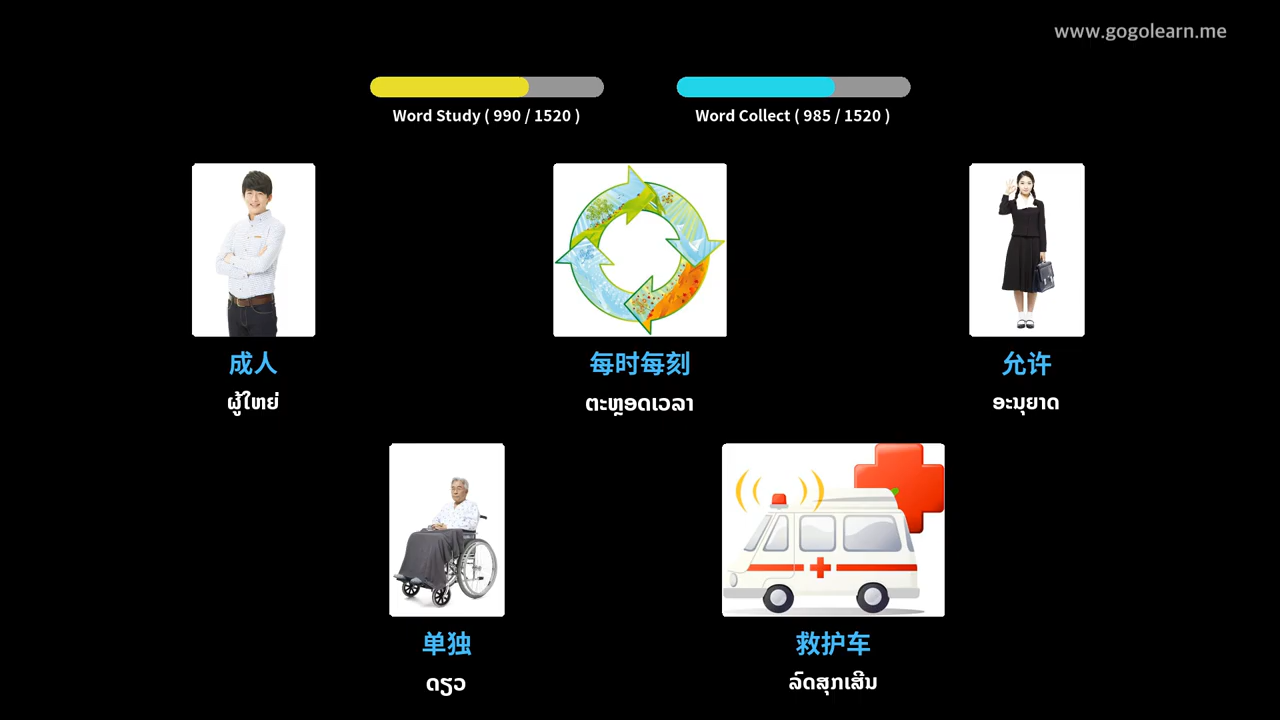 www.gogolearn.me
Word Study ( 990 / 1520 )
Word Collect ( 985 / 1520 )
成人
ຜູ້ໃຫຍ່
每时每刻
ຕະຫຼອດເວລາ
允许
ອະນຸຍາດ
单独
ດຽວ
救护车
ລົດສຸກເສີນ